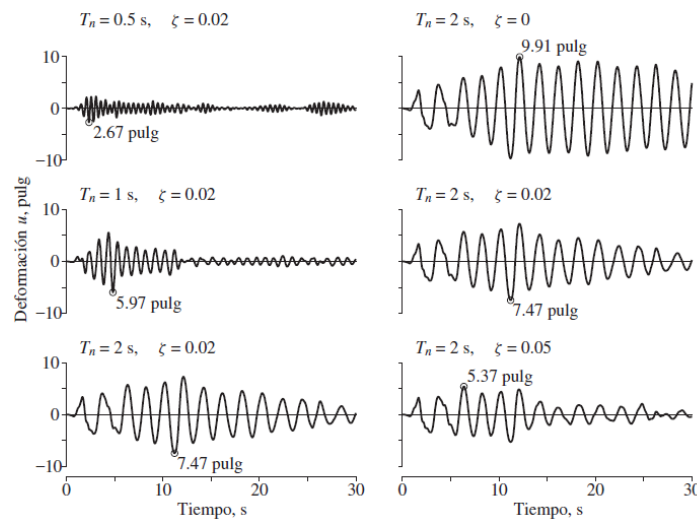 Tn = 0.5 s, ζ = 0.02
10
0
−10
2.67 pulg
Tn = 1 s, ζ = 0.02
10
0
−10
5.97 pulg
Tn = 2 s, ζ = 0.02
10
0
−10
7.47 pulg
0 10 20 30
Tiempo, s
Deformación u, pulg
Tn = 2 s, ζ = 0
9.91 pulg
Tn = 2 s, ζ = 0.02
7.47 pulg
Tn = 2 s, ζ = 0.05
5.37 pulg
0 10 20 30
Tiempo, s